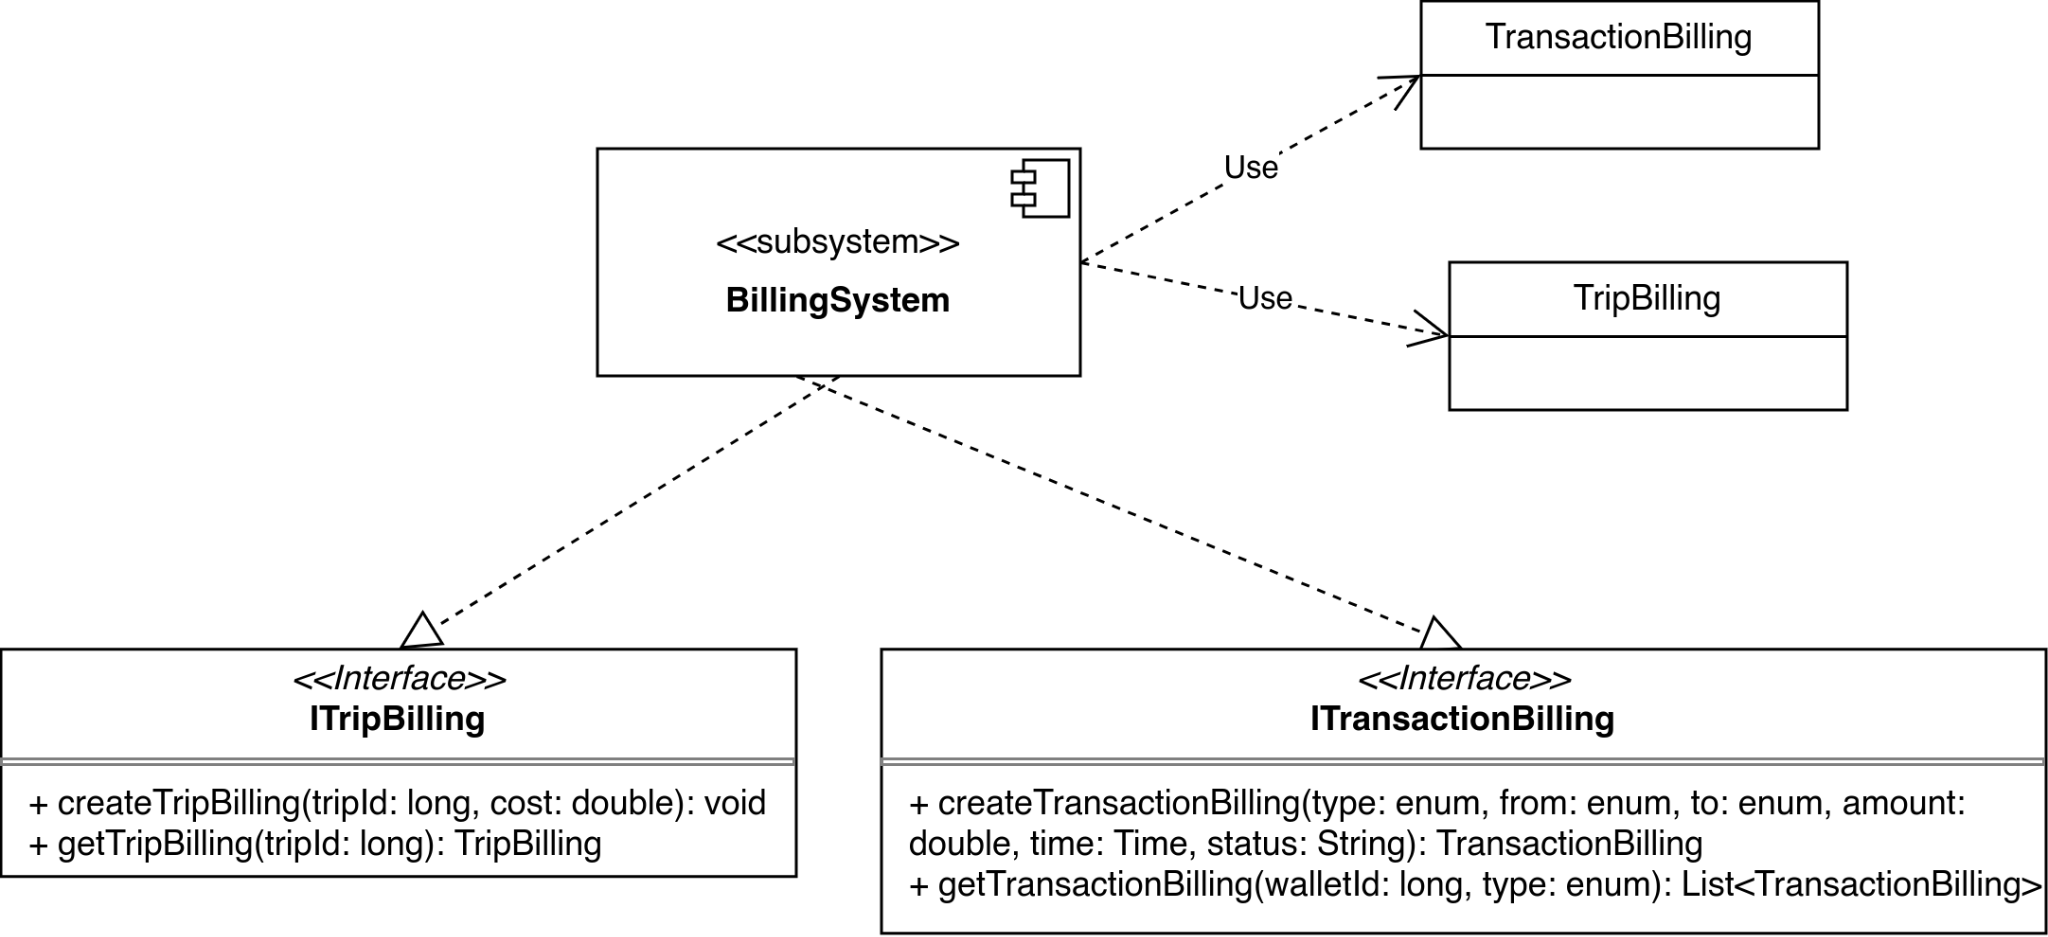 TransactionBilling
Use
<<subsystem>>
BillingSystem
Use
TripBilling
<<Interface>>
ITripBilling
+ createTripBilling(tripId: long, cost: double): void
+ getTripBilling(tripId: long): TripBilling
<<Interface>>
ITransactionBilling
+ createTransactionBilling(type: enum, from: enum, to: enum, amount:
double, time: Time, status: String): TransactionBilling
+ getTransactionBilling(walletId: long, type: enum): List<TransactionBilling>